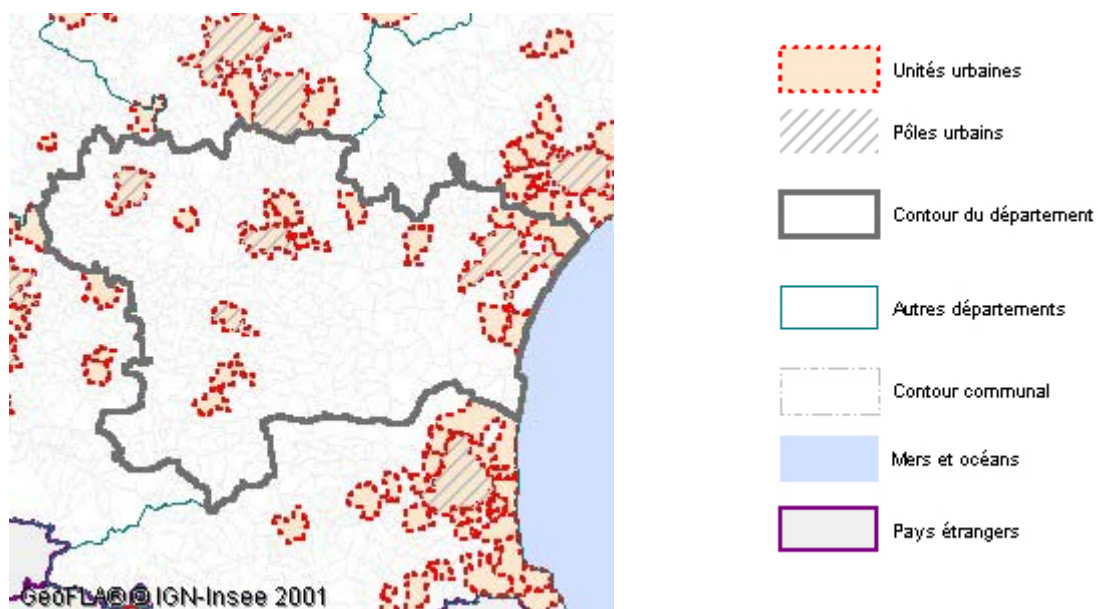 Unités urbaines
Pôles urbains
Contour du département
Autres départements
Contour communal
Mers et océans
Pays étrangers
GéoFLA®© IGN-Insee 2001